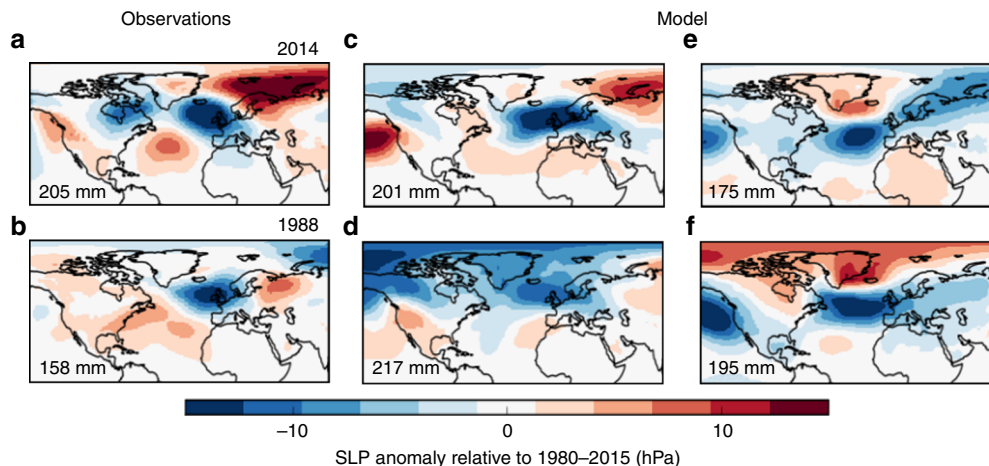 Observations
Model
a
2014
c
e
205 mm
201 mm
175 mm
b
1988
d
f
158 mm
217 mm
195 mm
−10
0
10
SLP anomaly relative to 1980–2015 (hPa)